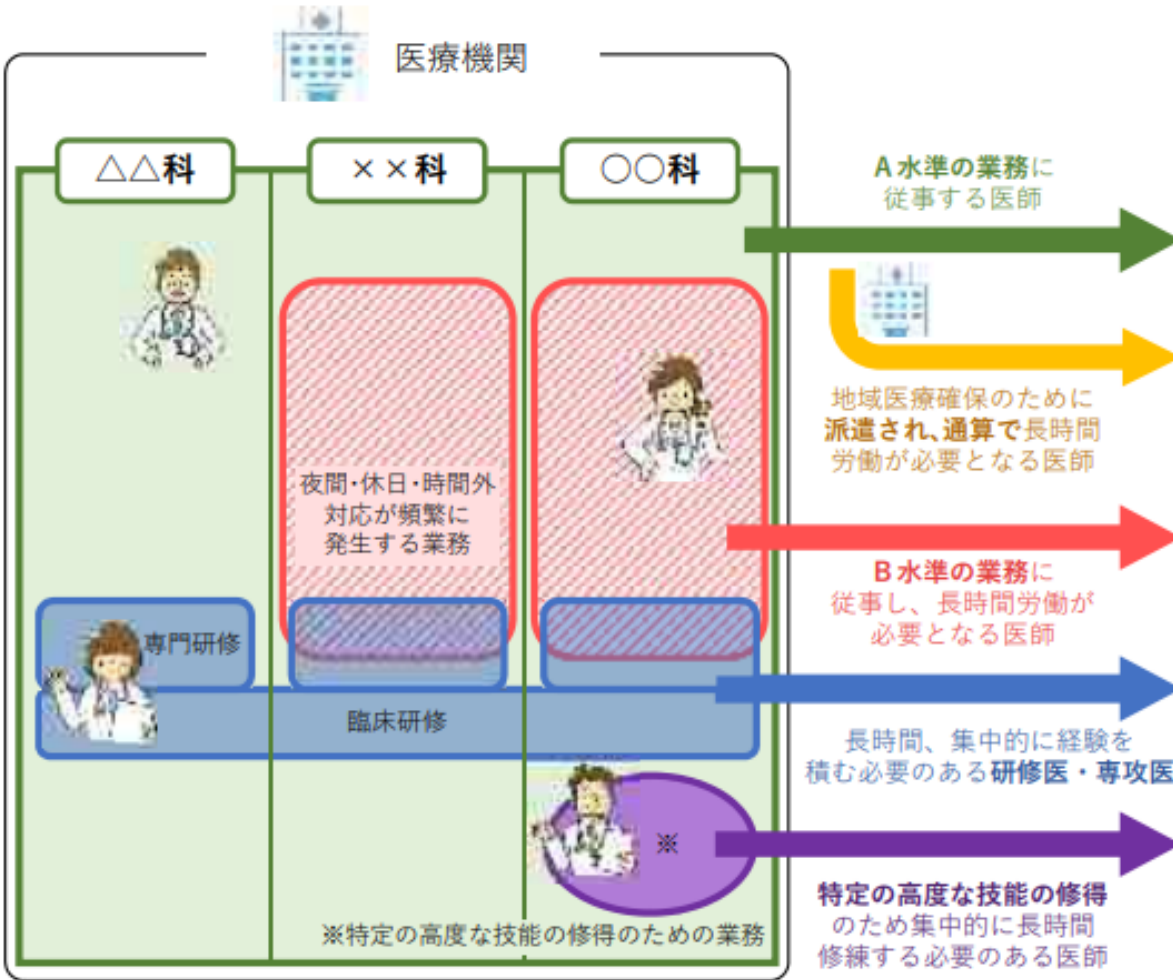 医療機関
△△科
××科
○○科
夜間・休日・時間外
対応が頻繁に
発生する業務
専門研修
臨床研修
※
※特定の高度な技能の修得のための業務
A水準の業務に
従事する医師
地域医療確保のために
派遣され、通算で長時間
労働が必要となる医師
B水準の業務に
従事し、長時間労働が
必要となる医師
長時間、集中的に経験を
積む必要のある研修医・専攻医
特定の高度な技能の修得
のため集中的に長時間
修練する必要のある医師